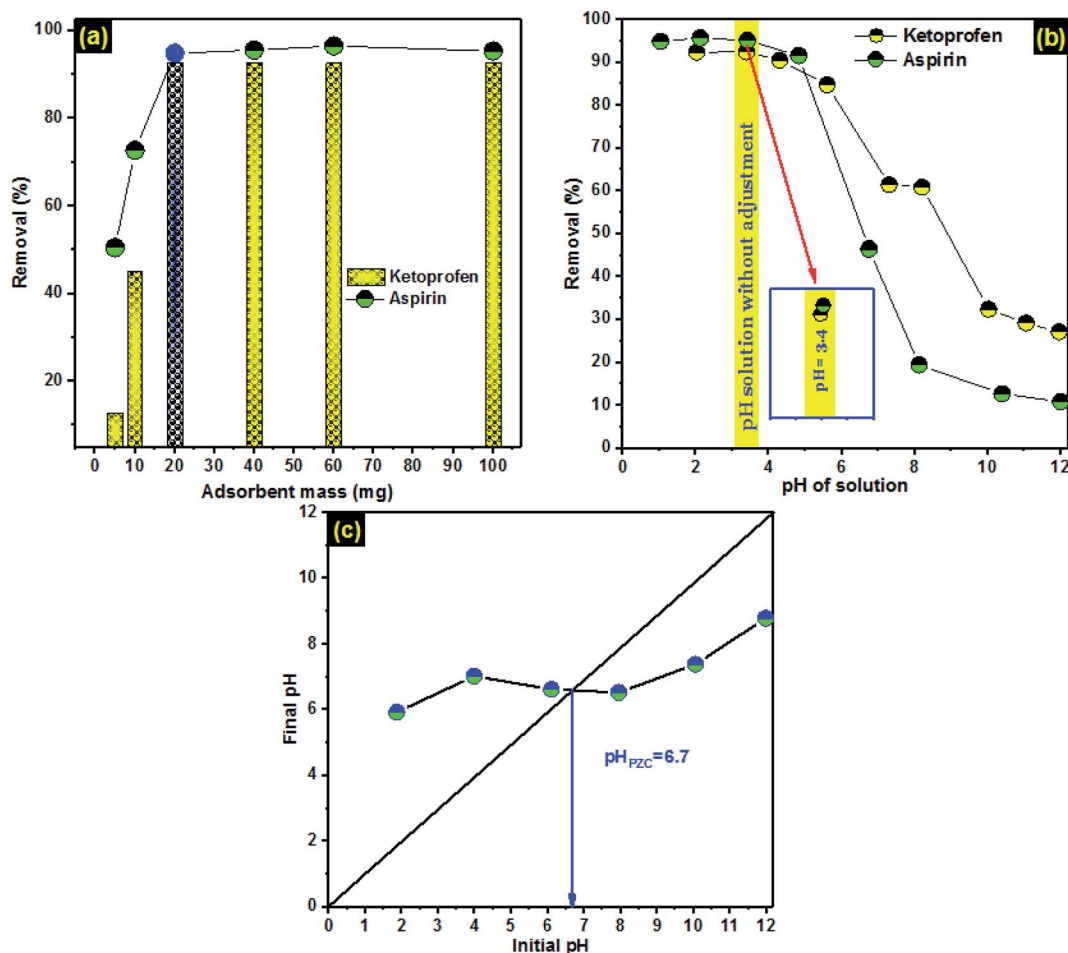 (a)
100
80
60
40
20
Removal (%)
Ketoprofen
Aspirin
0 10 20 30 40 50 60 70 80 90 100
Adsorbent mass (mg)
(b)
100
90
80
70
60
50
40
30
20
10
0
Removal (%)
Ketoprofen
Aspirin
pH solution without adjustment
pH= 3.4
0 2 4 6 8 10 12
pH of solution
(c)
12
10
8
6
4
2
0
Final pH
pHPZC=6.7
0 1 2 3 4 5 6 7 8 9 10 11 12
Initial pH